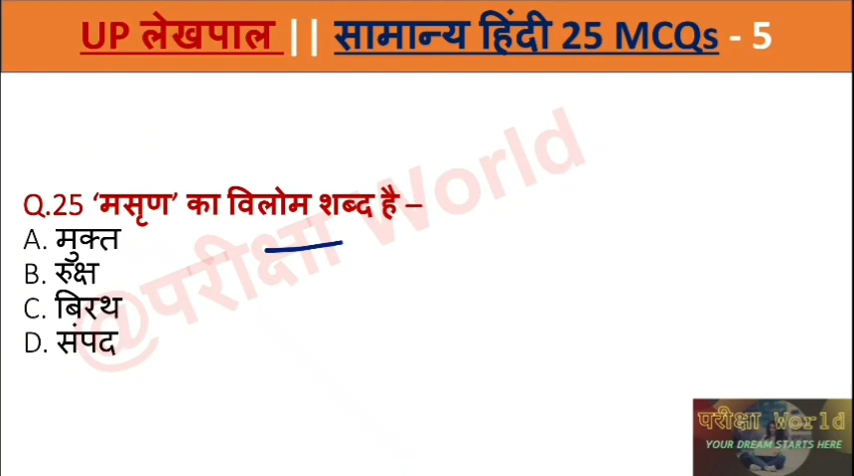 UP लेखपाल || सामान्य हिंदी 25 MCQs - 5
Q.25 ‘मसृण’ का विलोम शब्द है –
A. मुक्त
B. रुक्ष
C. बिरथ
D. संपद
@परीक्षा World
परीक्षा World
YOUR DREAM STARTS HERE